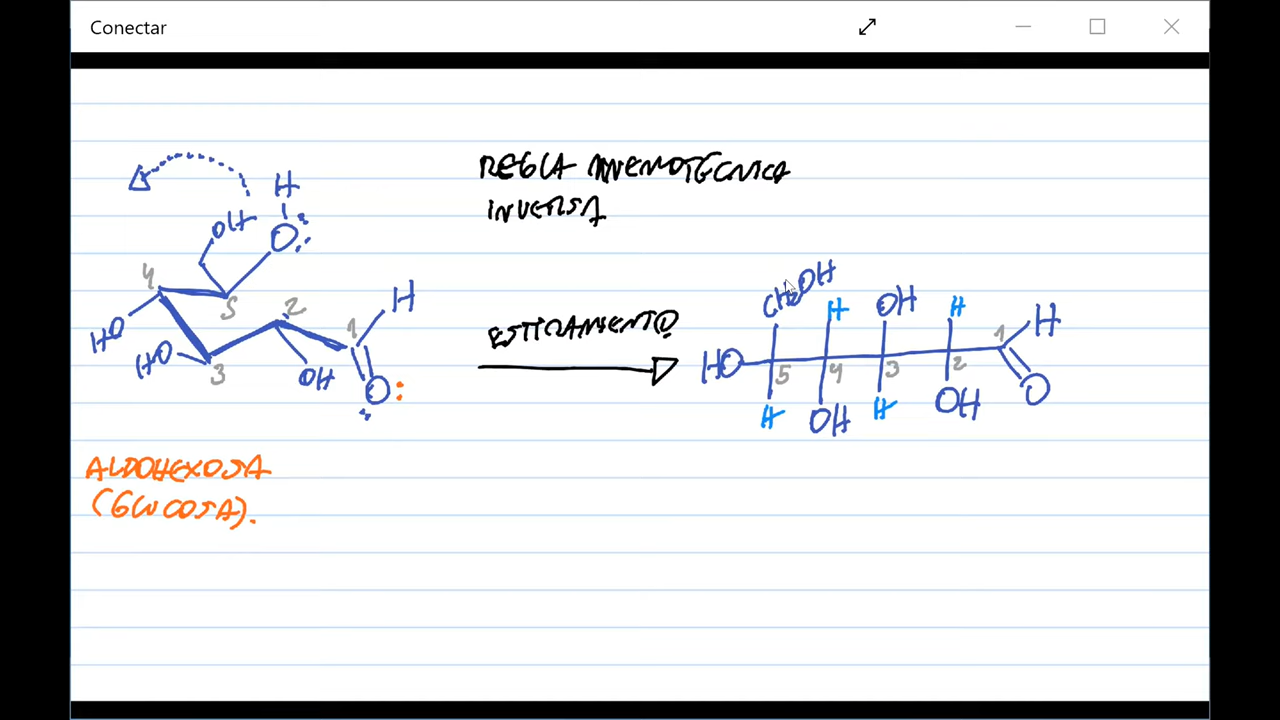 Conectar
REGLA MNEMOTECNICA
INVERSA
H
OH
O
4
5
2
1
H
HO
HO
3
OH
O
ESTIRAMIENTO
CH2OH
H
OH
H
1
H
HO
5
4
3
2
H
OH
H
OH
O
ALDOHEXOSA
(GLUCOSA).